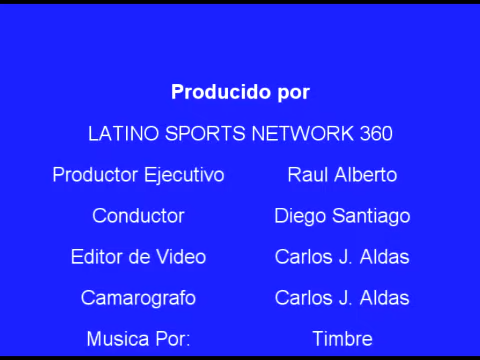 Producido por
LATINO SPORTS NETWORK 360
Productor Ejecutivo Raul Alberto
Conductor Diego Santiago
Editor de Video Carlos J. Aldas
Camarografo Carlos J. Aldas
Musica Por: Timbre